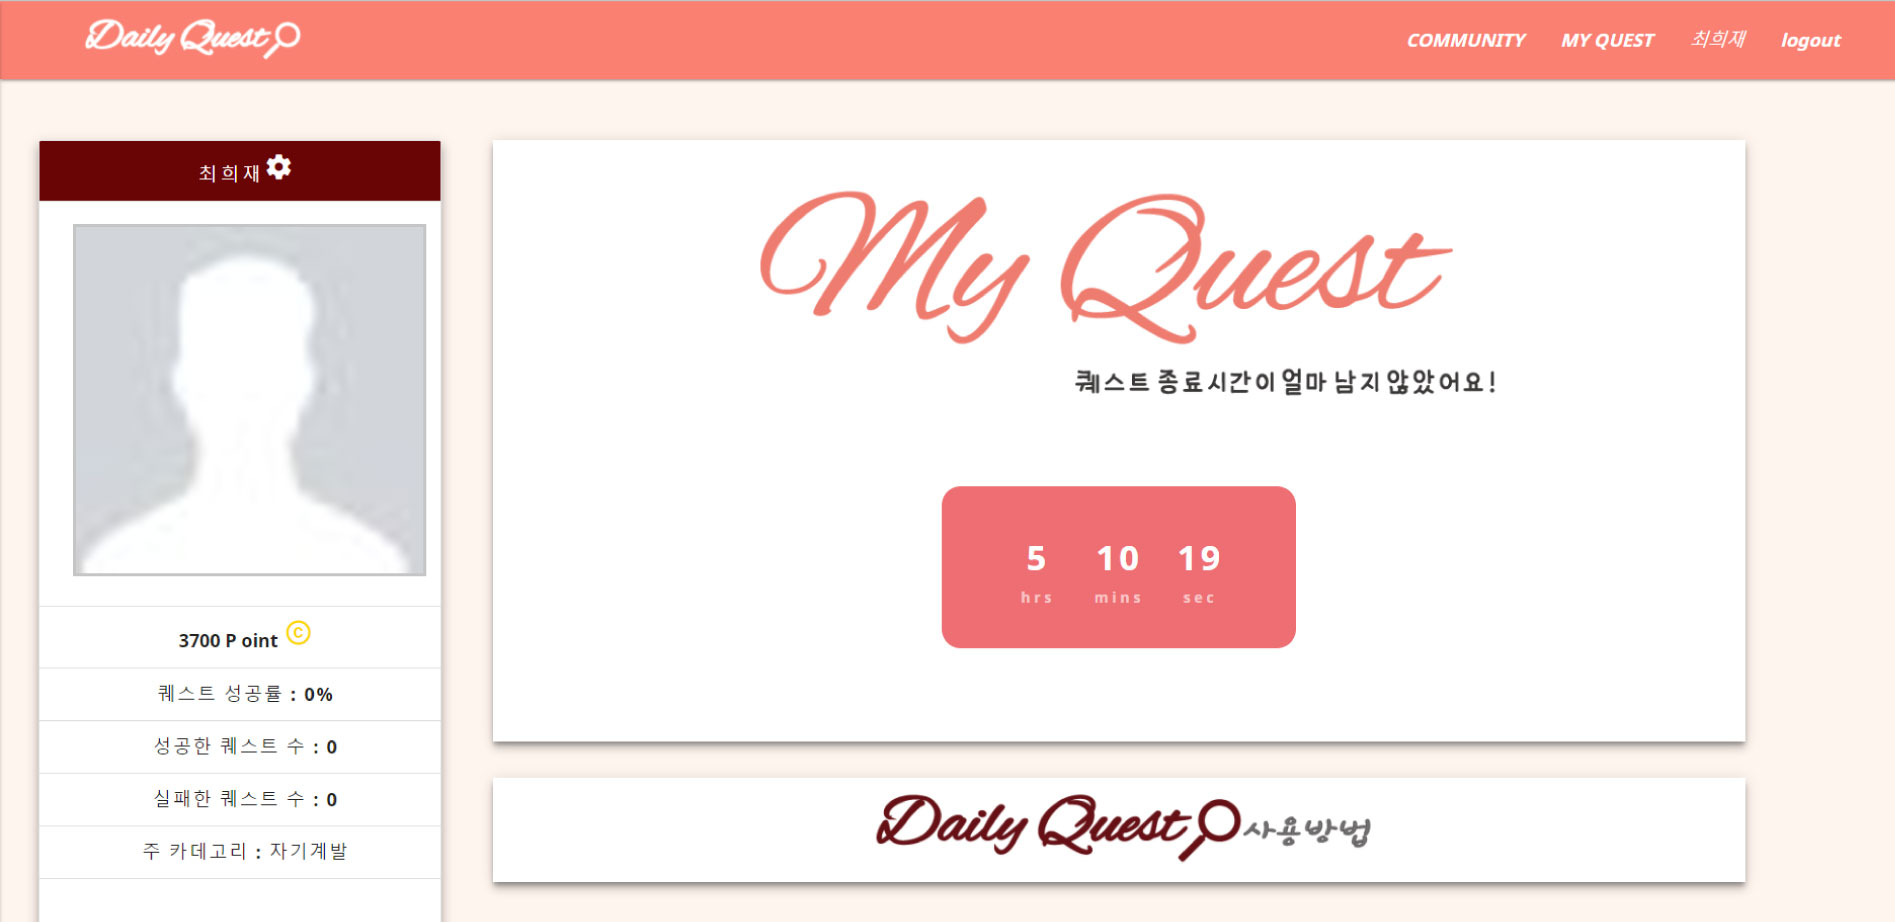 Daily Quest
COMMUNITY MY QUEST 최희재 logout
최희재
3700 P oint C
퀘스트 성공률 : 0%
성공한 퀘스트 수 : 0
실패한 퀘스트 수 : 0
주 카데고리 : 자기계발
My Quest
퀘스트 종료시간이 얼마 남지 않았어요!
5 10 19
hrs mins sec
Daily Quest 사용방법